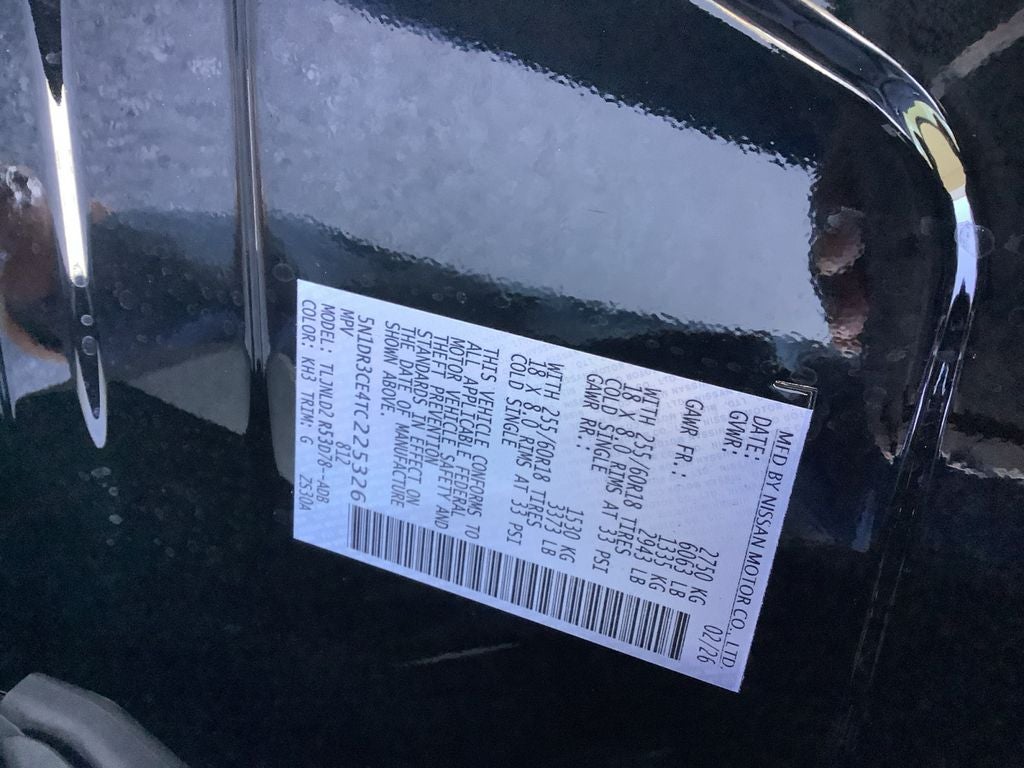 MFD BY NISSAN MOTOR CO., LTD.
DATE: 02/26
GVWR: 2750 KG
6063 LB
GAWR FR.: 1335 KG
2943 LB
WITH 255/60R18 TIRES
18 X 8.0 RIMS AT 33 PSI
COLD SINGLE
GAWR RR.: 1530 KG
3373 LB
WITH 255/60R18 TIRES
18 X 8.0 RIMS AT 33 PSI
COLD SINGLE
THIS VEHICLE CONFORMS TO
ALL APPLICABLE FEDERAL
MOTOR VEHICLE SAFETY AND
THEFT PREVENTION
STANDARDS IN EFFECT ON
THE DATE OF MANUFACTURE
SHOWN ABOVE.
5N1DR3CE4TC225326
MPV 812
MODEL: TLJNLD2 R53D78-ADB
COLOR: KH3 TRIM: G ZS30A